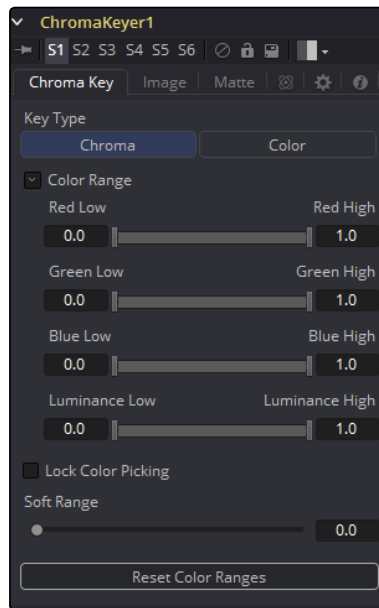 ChromaKeyer1
S1 S2 S3 S4 S5 S6
Chroma Key Image Matte
Key Type
Chroma Color
Color Range
Red Low Red High
0.0 1.0
Green Low Green High
0.0 1.0
Blue Low Blue High
0.0 1.0
Luminance Low Luminance High
0.0 1.0
Lock Color Picking
Soft Range
0.0
Reset Color Ranges